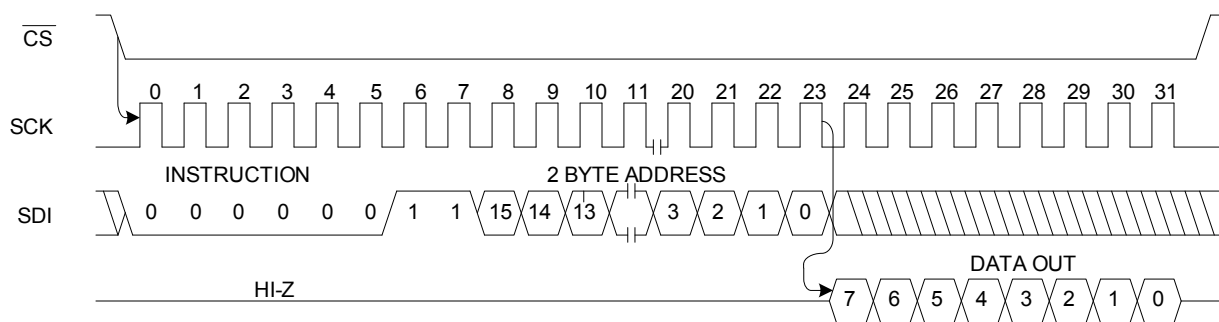 CS
0 1 2 3 4 5 6 7 8 9 10 11 20 21 22 23 24 25 26 27 28 29 30 31
SCK
INSTRUCTION 2 BYTE ADDRESS
SDI 0 0 0 0 0 0 1 1 15 14 13 3 2 1 0
DATA OUT
HI-Z
7 6 5 4 3 2 1 0